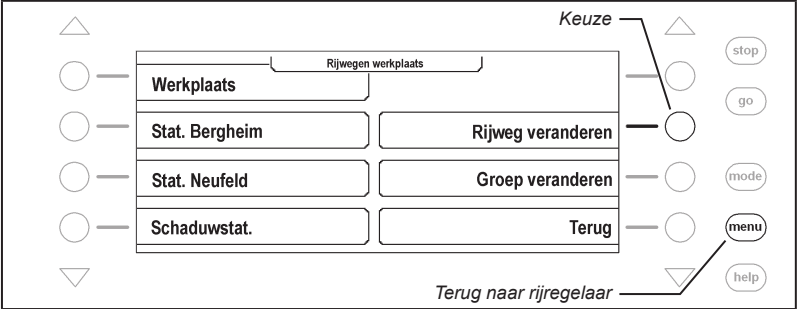 Keuze
stop
Rijwegen werkplaats
Werkplaats
go
Stat. Bergheim
Rijweg veranderen
Stat. Neufeld
Groep veranderen
mode
Schaduwstat.
Terug
menu
help
Terug naar rijregelaar